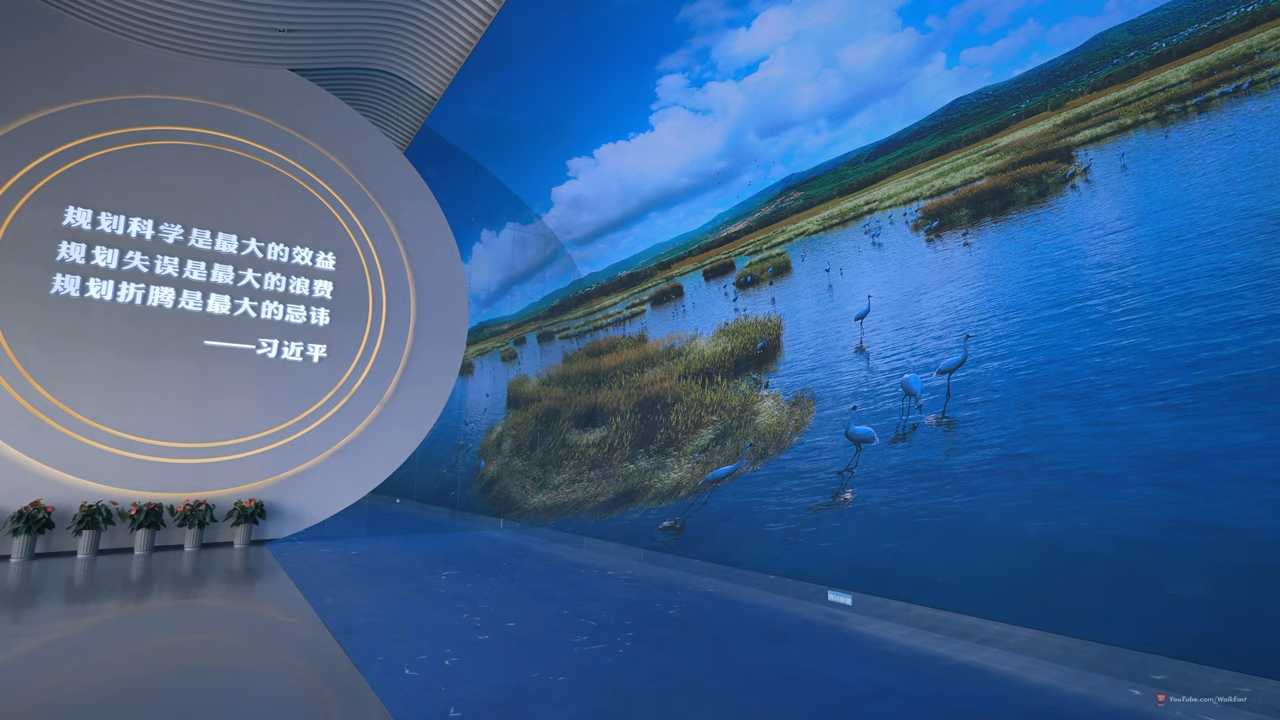 规划科学是最大的效益
规划失误是最大的浪费
规划折腾是最大的忌讳
——习近平
YouTube.com/WalkEast